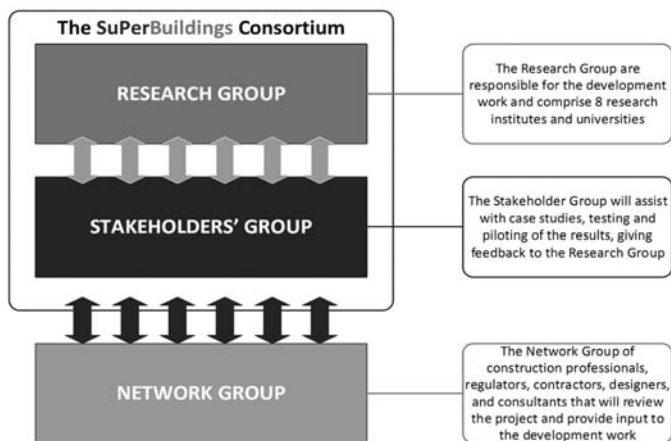 The SuPerBuildings Consortium
RESEARCH GROUP
The Research Group are
responsible for the development
work and comprise 8 research
institutes and universities
STAKEHOLDERS’ GROUP
The Stakeholder Group will assist
with case studies, testing and
piloting of the results, giving
feedback to the Research Group
NETWORK GROUP
The Network Group of
construction professionals,
regulators, contractors, designers,
and consultants that will review
the project and provide input to
the development work